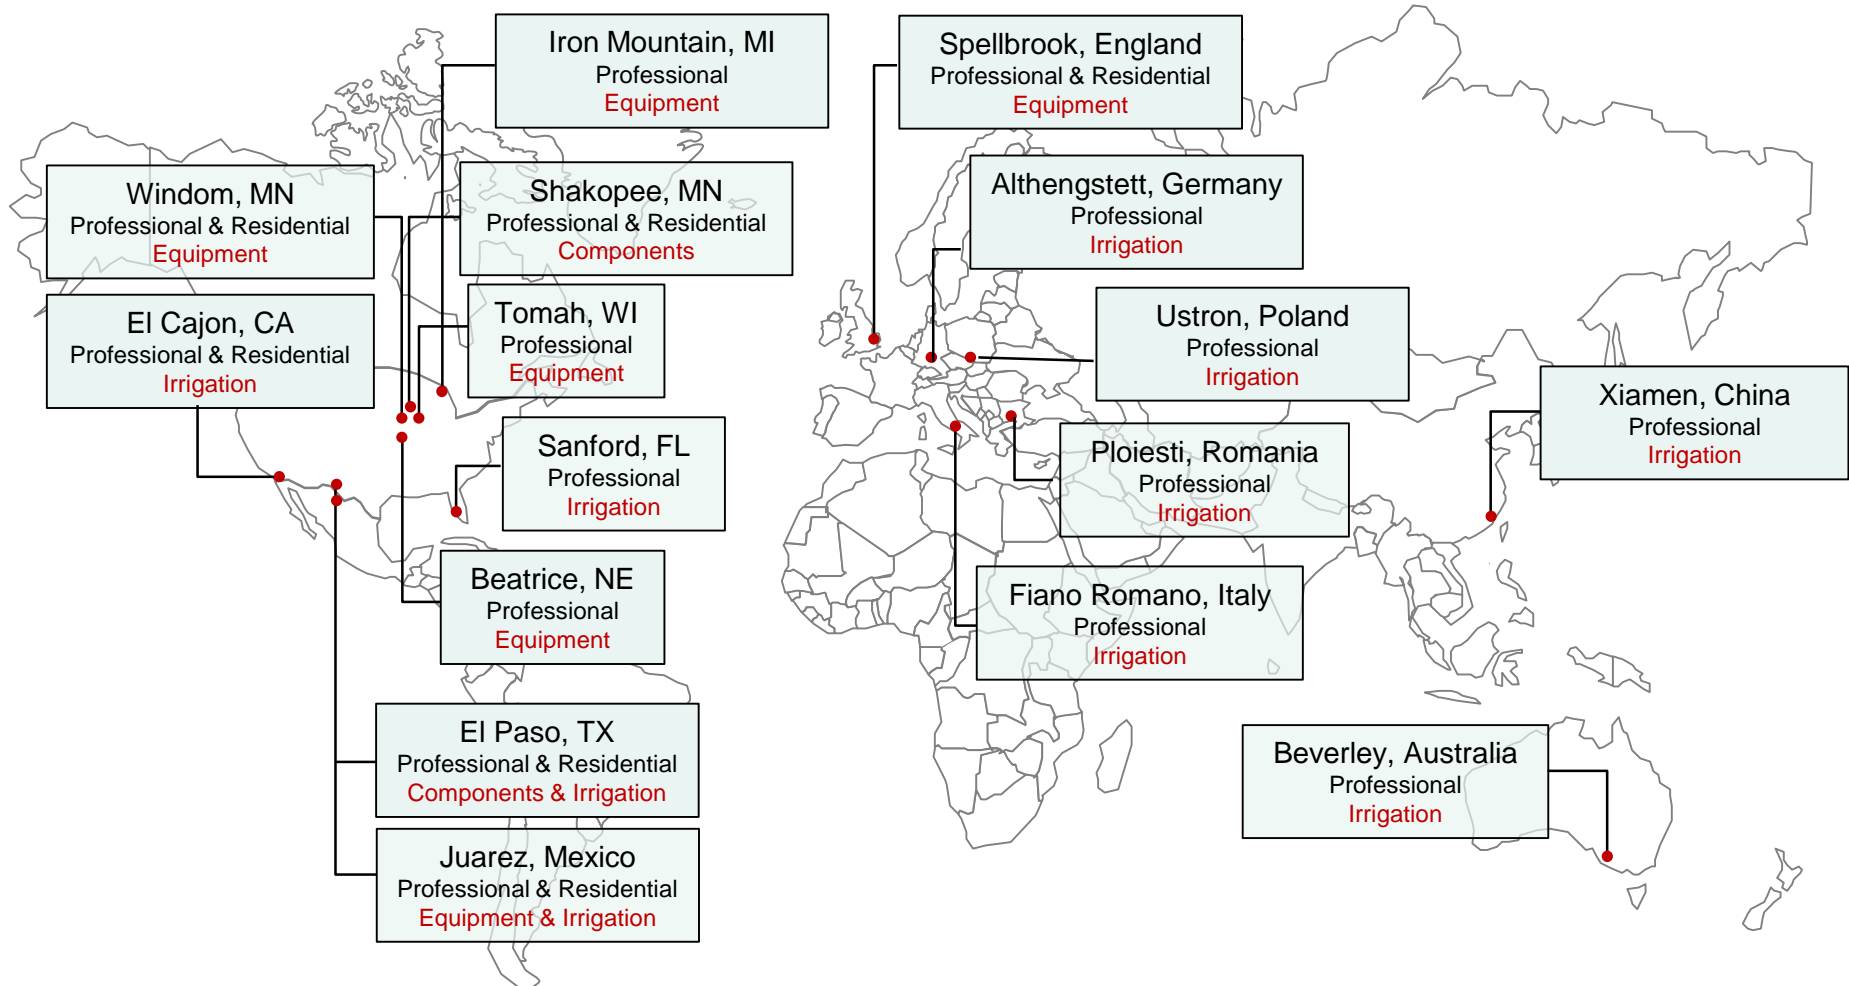 Iron Mountain, MI
Professional
Equipment
Spellbrook, England
Professional & Residential
Equipment
Windom, MN
Professional & Residential
Equipment
Shakopee, MN
Professional & Residential
Components
Althengstett, Germany
Professional
Irrigation
El Cajon, CA
Professional & Residential
Irrigation
Tomah, WI
Professional
Equipment
Ustron, Poland
Professional
Irrigation
Xiamen, China
Professional
Irrigation
Sanford, FL
Professional
Irrigation
Ploiesti, Romania
Professional
Irrigation
Beatrice, NE
Professional
Equipment
Fiano Romano, Italy
Professional
Irrigation
El Paso, TX
Professional & Residential
Components & Irrigation
Beverley, Australia
Professional
Irrigation
Juarez, Mexico
Professional & Residential
Equipment & Irrigation